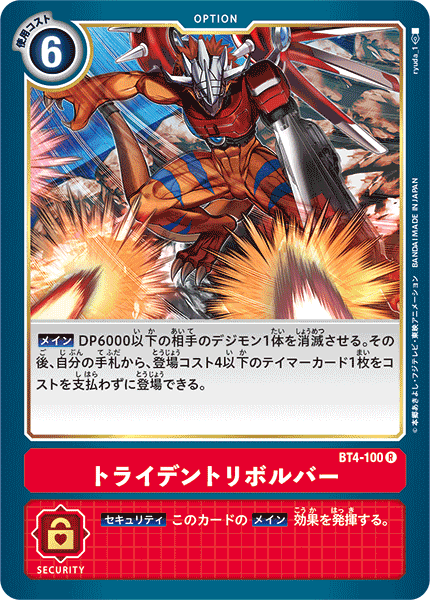 OPTION
使用コスト
6
ryuda_1
BANDAI MADE IN JAPAN
©本郷あきよし・フジテレビ・東映アニメーション
メイン DP6000以下の相手のデジモン1体を消滅させる。その
後、自分の手札から、登場コスト4以下のテイマーカード1枚をコ
ストを支払わずに登場できる。
BT4-100 R
トライデントリボルバー
セキュリティ このカードの メイン 効果を発揮する。
SECURITY